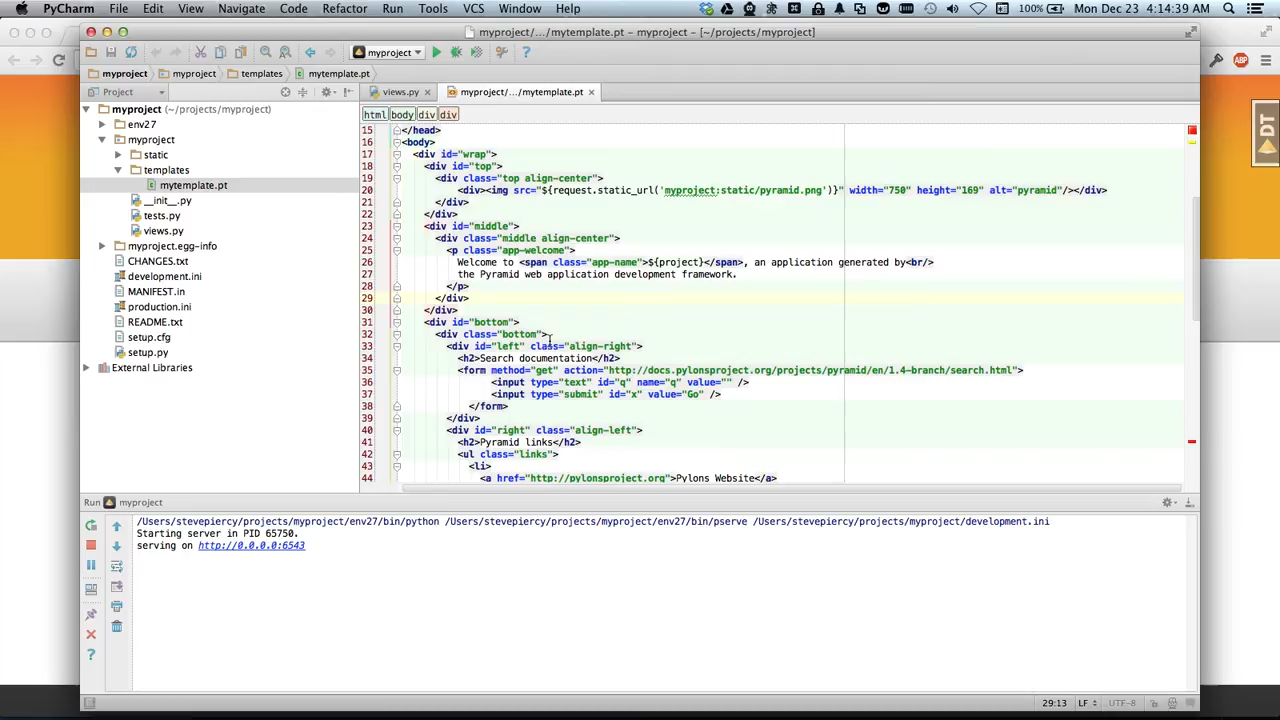 PyCharm File Edit View Navigate Code Refactor Run Tools VCS Window Help 100% Mon Dec 23 4:14:39 AM
myproject/.../mytemplate.pt - myproject - [~/projects/myproject]
myproject
myproject myproject templates mytemplate.pt
Project views.py myproject/.../mytemplate.pt
html body div div
myproject (~/projects/myproject)
env27
myproject
static
templates
mytemplate.pt
__init__.py
tests.py
views.py
myproject.egg-info
CHANGES.txt
development.ini
MANIFEST.in
production.ini
README.txt
setup.cfg
setup.py
External Libraries
15 </head>
16 <body>
17 <div id="wrap">
18 <div id="top">
19 <div class="top align-center">
20 <div><img src="${request.static_url('myproject:static/pyramid.png')}" width="750" height="169" alt="pyramid"/></div>
21 </div>
22 </div>
23 <div id="middle">
24 <div class="middle align-center">
25 <p class="app-welcome">
26 Welcome to <span class="app-name">${project}</span>, an application generated by<br/>
27 the Pyramid web application development framework.
28 </p>
29 </div>
30 </div>
31 <div id="bottom">
32 <div class="bottom">
33 <div id="left" class="align-right">
34 <h2>Search documentation</h2>
35 <form method="get" action="http://docs.pylonsproject.org/projects/pyramid/en/1.4-branch/search.html">
36 <input type="text" id="q" name="q" value="" />
37 <input type="submit" id="x" value="Go" />
38 </form>
39 </div>
40 <div id="right" class="align-left">
41 <h2>Pyramid links</h2>
42 <ul class="links">
43 <li>
44 <a href="http://pylonsproject.org">Pylons Website</a>
Run myproject
/Users/stevepiercy/projects/myproject/env27/bin/python /Users/stevepiercy/projects/myproject/env27/bin/pserve /Users/stevepiercy/projects/myproject/development.ini
Starting server in PID 65750.
serving on http://0.0.0.0:6543
29:13 LF UTF-8
ABP
DT